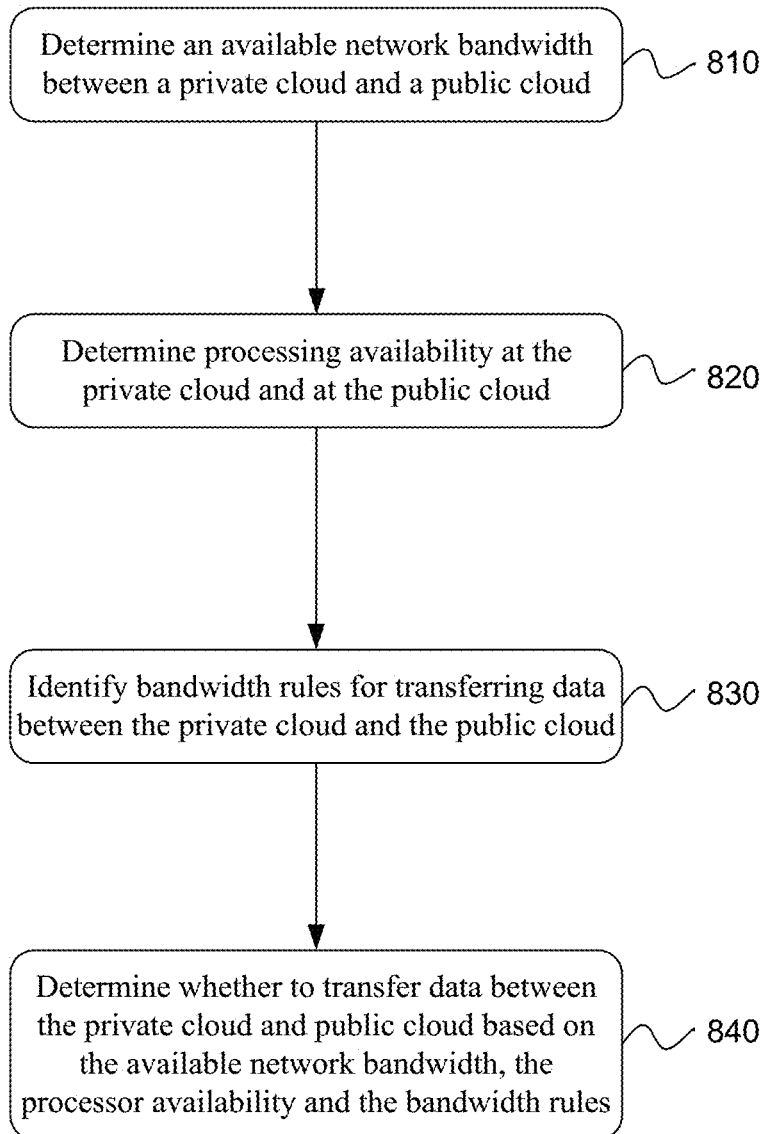 Determine an available network bandwidth
between a private cloud and a public cloud
810
Determine processing availability at the
private cloud and at the public cloud
820
Identify bandwidth rules for transferring data
between the private cloud and the public cloud
830
Determine whether to transfer data between
the private cloud and public cloud based on
the available network bandwidth, the
processor availability and the bandwidth rules
840